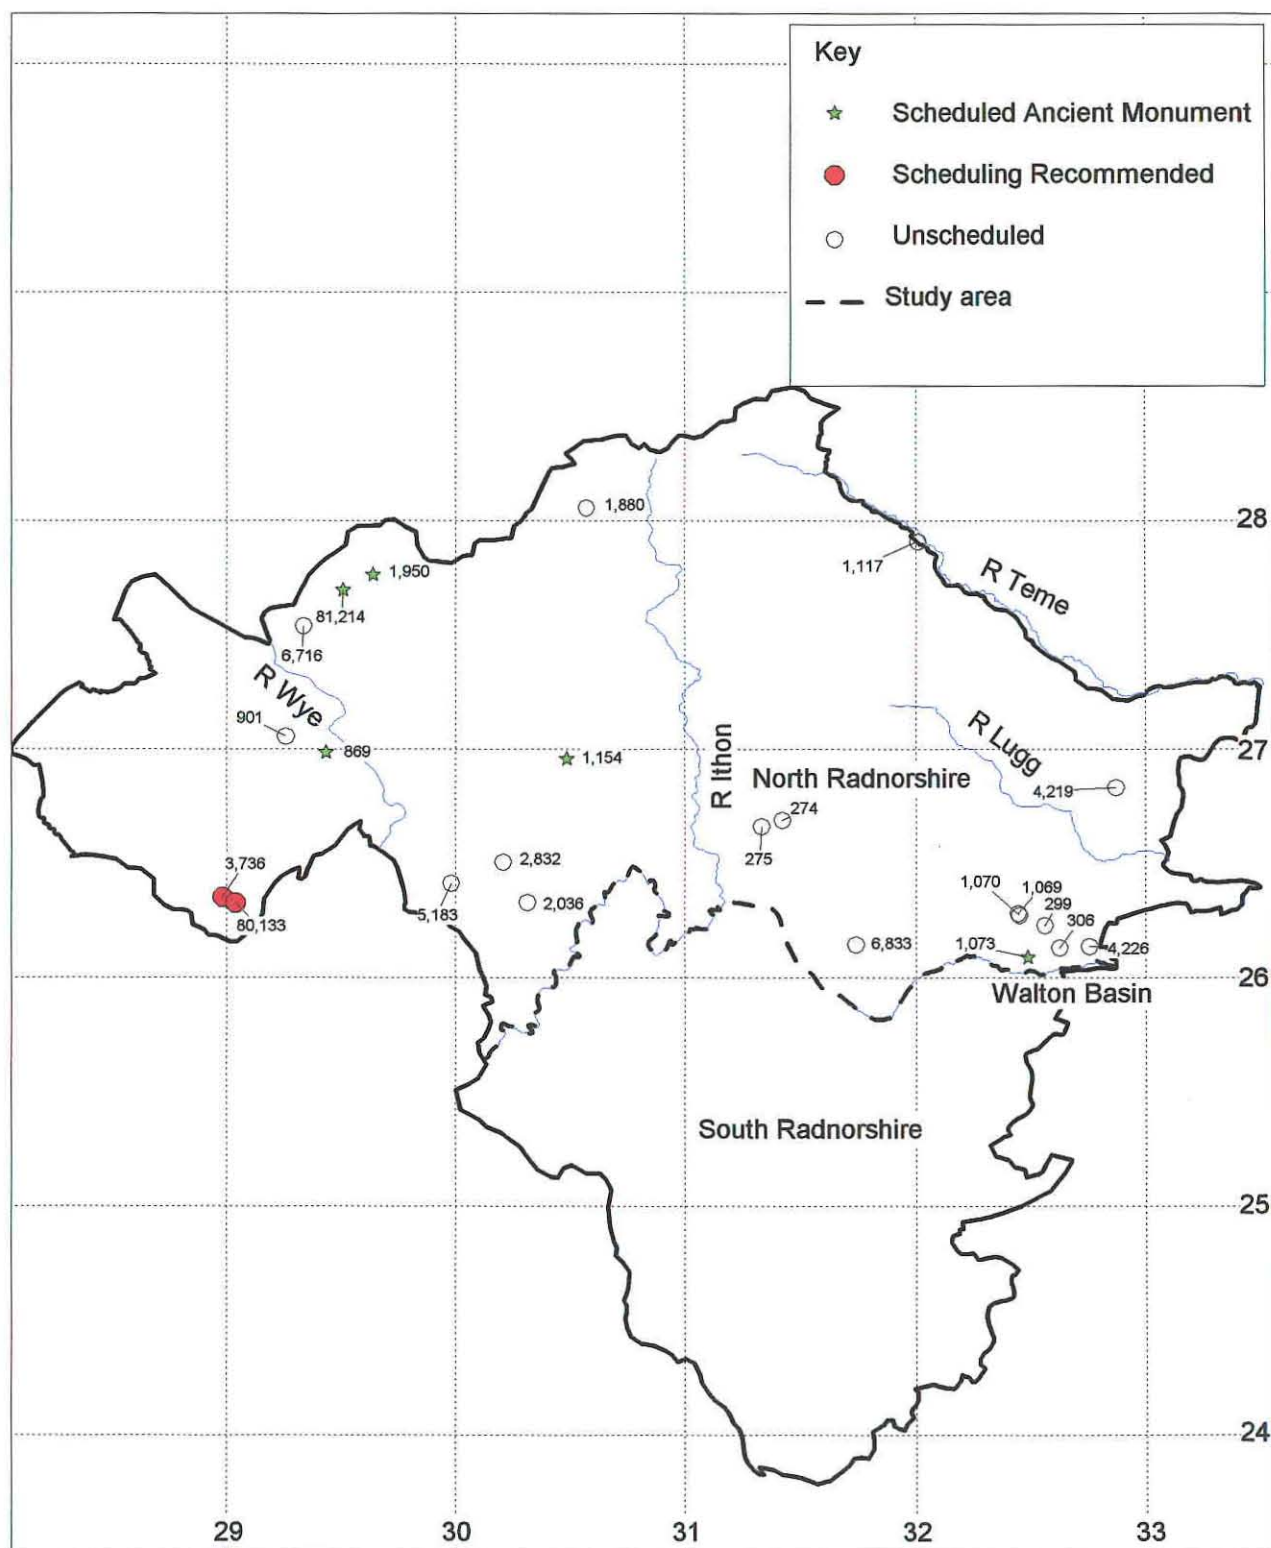 Key
Scheduled Ancient Monument
Scheduling Recommended
Unscheduled
Study area
1,880
28
1,117
R Teme
1,950
81,214
6,716
R Wye
901
869
1,154
R Ithon
R Lugg
27
North Radnorshire
4,219
274
275
2,832
3,736
1,070
1,069
299
5,183
2,036
306
80,133
6,833
1,073
4,226
26
Walton Basin
South Radnorshire
25
24
29
30
31
32
33